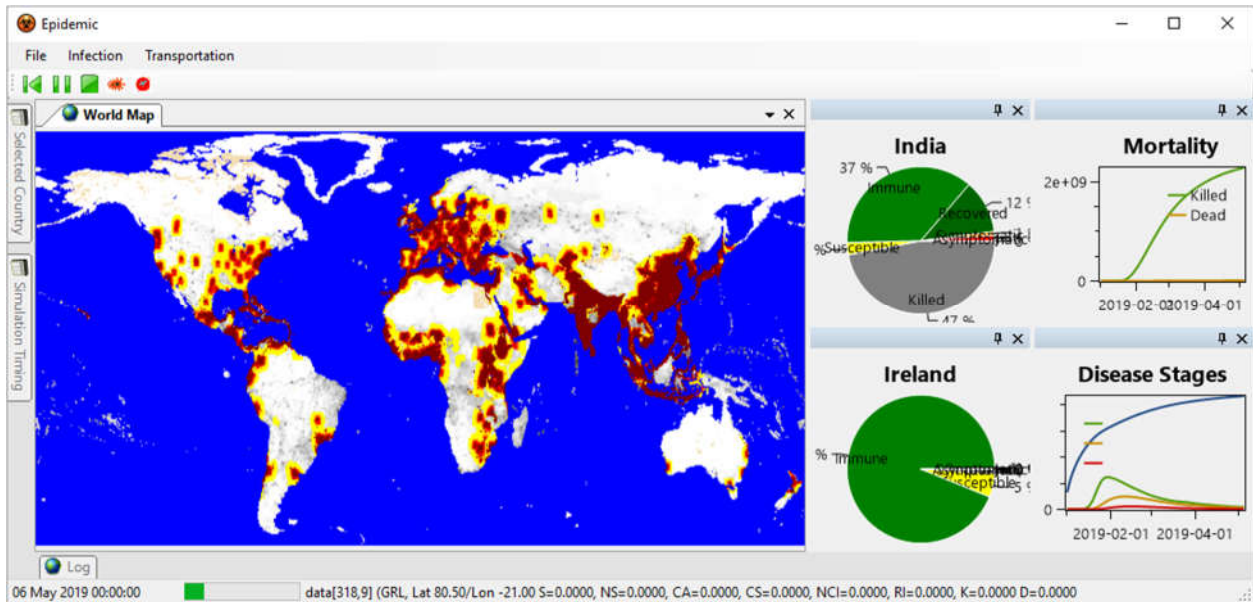 Epidemic
File Infection Transportation
World Map
Selected Country
Simulation Timing
India
37 %
Immune
12 %
Recovered
%
Susceptible
Killed
47 %
Mortality
2e+09
Killed
Dead
0
2019-02-01 2019-04-01
Ireland
% Immune
Susceptible
5 %
Disease Stages
0
2019-02-01 2019-04-01
Log
06 May 2019 00:00:00 data[318,9] (GRL, Lat 80.50/Lon -21.00 S=0.0000, NS=0.0000, CA=0.0000, CS=0.0000, NCI=0.0000, RI=0.0000, K=0.0000 D=0.0000